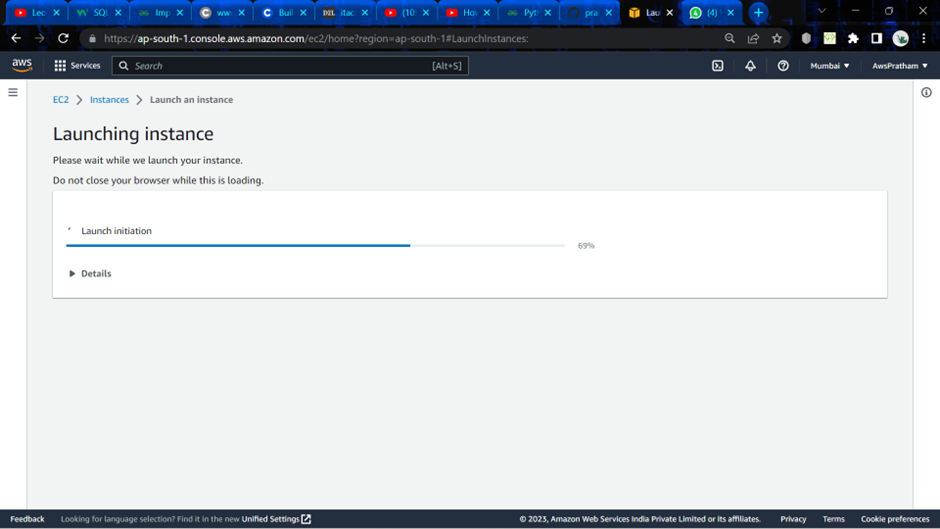 Lec
SQL
Imp
ww
Buil
DXL itac
(10
Ho
Pyt
pra
Lau
(4)
https://ap-south-1.console.aws.amazon.com/ec2/home?region=ap-south-1#LaunchInstances:
aws Services Search [Alt+S] Mumbai AwsPratham
EC2 Instances Launch an instance
Launching instance
Please wait while we launch your instance.
Do not close your browser while this is loading.
Launch initiation
69%
Details
Feedback Looking for language selection? Find it in the new Unified Settings © 2023, Amazon Web Services India Private Limited or its affiliates. Privacy Terms Cookie preferences